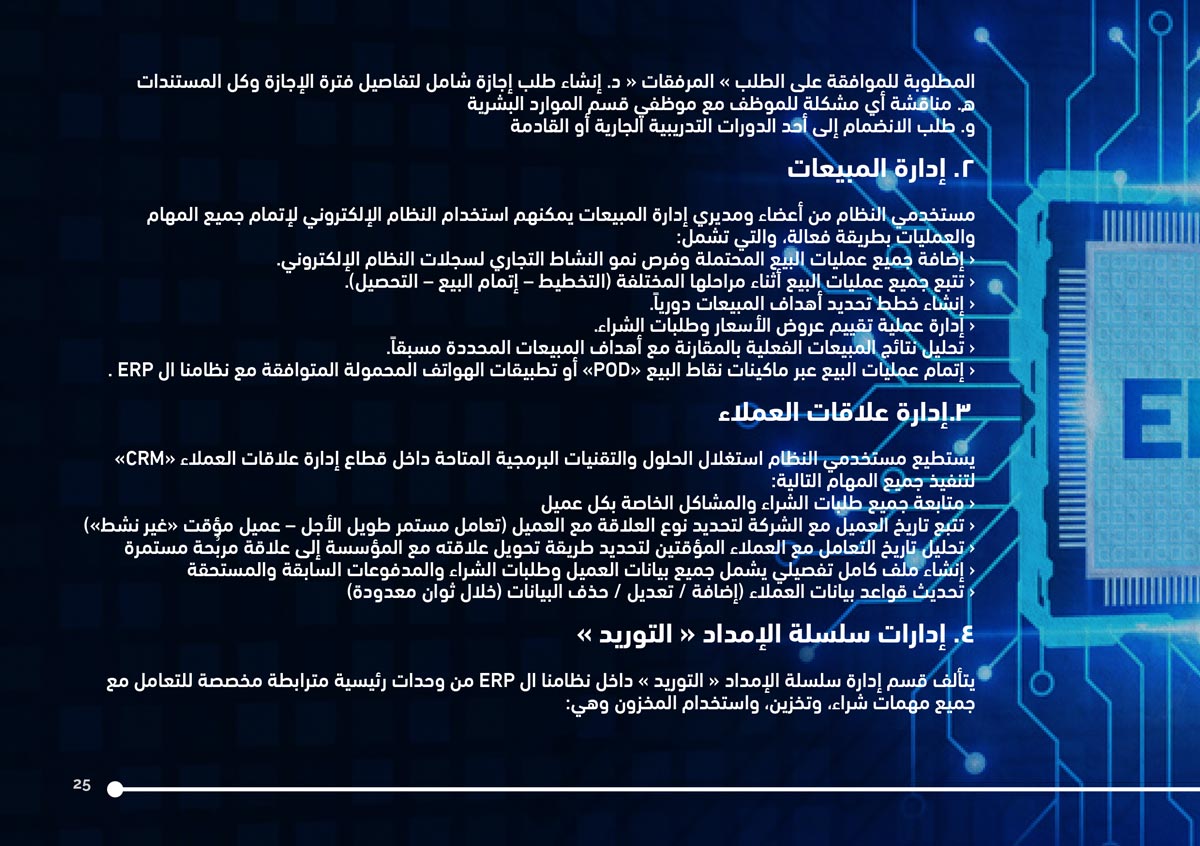 المطلوبة للموافقة على الطلب » المرفقات « د. إنشاء طلب إجازة شامل لتفاصيل فترة الإجازة وكل المستندات
هـ. مناقشة أي مشكلة للموظف مع موظفي قسم الموارد البشرية
و. طلب الانضمام إلى أحد الدورات التدريبية الجارية أو القادمة
٢. إدارة المبيعات
مستخدمي النظام من أعضاء ومديري إدارة المبيعات يمكنهم استخدام النظام الإلكتروني لإتمام جميع المهام
والعمليات بطريقة فعالة، والتي تشمل:
› إضافة جميع عمليات البيع المحتملة وفرص نمو النشاط التجاري لسجلات النظام الإلكتروني.
› تتبع جميع عمليات البيع أثناء مراحلها المختلفة (التخطيط – إتمام البيع – التحصيل).
› إنشاء خطط تحديد أهداف المبيعات دورياً.
› إدارة عملية تقييم عروض الأسعار وطلبات الشراء.
› تحليل نتائج المبيعات الفعلية بالمقارنة مع أهداف المبيعات المحددة مسبقاً.
› إتمام عمليات البيع عبر ماكينات نقاط البيع «POD» أو تطبيقات الهواتف المحمولة المتوافقة مع نظامنا ال ERP .
٣.إدارة علاقات العملاء
يستطيع مستخدمي النظام استغلال الحلول والتقنيات البرمجية المتاحة داخل قطاع إدارة علاقات العملاء «CRM»
لتنفيذ جميع المهام التالية:
› متابعة جميع طلبات الشراء والمشاكل الخاصة بكل عميل
› تتبع تاريخ العميل مع الشركة لتحديد نوع العلاقة مع العميل (تعامل مستمر طويل الأجل – عميل مؤقت «غير نشط»)
› تحليل تاريخ التعامل مع العملاء المؤقتين لتحديد طريقة تحويل علاقته مع المؤسسة إلى علاقة مربُحة مستمرة
› إنشاء ملف كامل تفصيلي يشمل جميع بيانات العميل وطلبات الشراء والمدفوعات السابقة والمستحقة
› تحديث قواعد بيانات العملاء (إضافة / تعديل / حذف البيانات (خلال ثوان معدودة)
٤. إدارات سلسلة الإمداد « التوريد »
يتألف قسم إدارة سلسلة الإمداد « التوريد » داخل نظامنا ال ERP من وحدات رئيسية مترابطة مخصصة للتعامل مع
جميع مهمات شراء، وتخزين، واستخدام المخزون وهي:
25